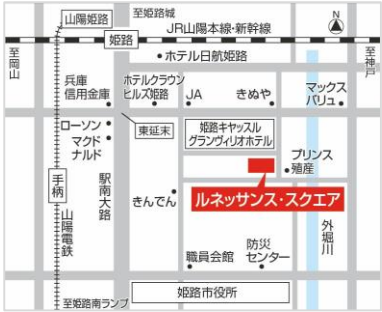 至姫路城
N
山陽姫路
JR山陽本線・新幹線
姫路
至岡山
至神戸
ホテル日航姫路
兵庫
信用金庫
ホテルクラウン
ヒルズ姫路
JA
きぬや
マックス
バリュ
ローソン
マクド
ナルド
東延末
姫路キャッスル
グランヴィリオホテル
プリンス
殖産
手柄
駅南大路
きんでん
ルネッサンス・スクエア
山陽電鉄
外堀川
職員会館
防災
センター
至姫路南ランプ
姫路市役所